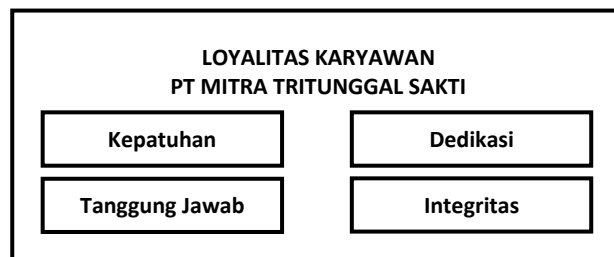 LOYALITAS KARYAWAN
PT MITRA TRITUNGGAL SAKTI
Kepatuhan
Dedikasi
Tanggung Jawab
Integritas